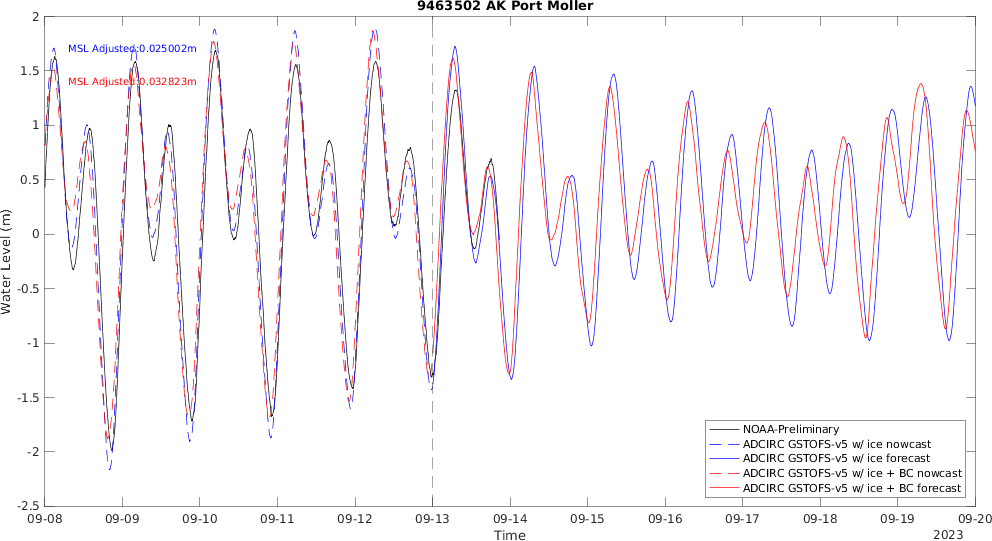 9463502 AK Port Moller
MSL Adjusted:0.025002m
MSL Adjusted:0.032823m
Water Level (m)
2
1.5
1
0.5
0
-0.5
-1
-1.5
-2
-2.5
NOAA-Preliminary
ADCIRC GSTOFS-v5 w/ ice nowcast
ADCIRC GSTOFS-v5 w/ ice forecast
ADCIRC GSTOFS-v5 w/ ice + BC nowcast
ADCIRC GSTOFS-v5 w/ ice + BC forecast
09-08 09-09 09-10 09-11 09-12 09-13 09-14 09-15 09-16 09-17 09-18 09-19 09-20
Time
2023